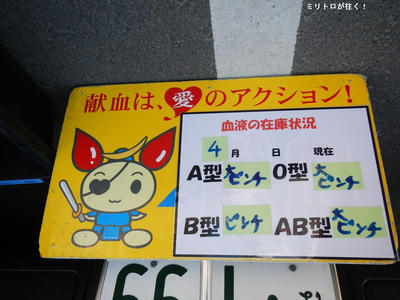 ミリトロが往く!
献血は、愛のアクション!
血液の在庫状況
4月 日 現在
A型 大ピンチ O型 大ピンチ
B型 ピンチ AB型 大ピンチ